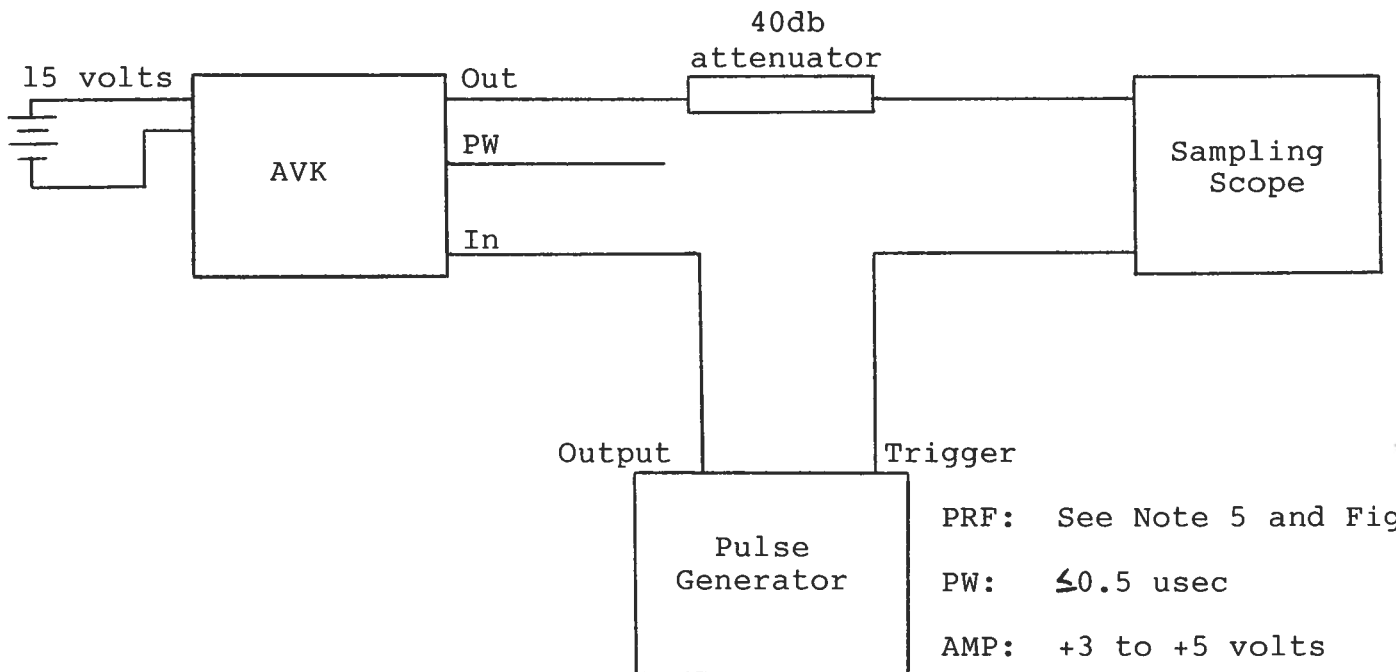 40db
attenuator
15 volts
Out
PW
In
AVK
Sampling
Scope
Output
Trigger
Pulse
Generator
PRF: See Note 5 and Fig
PW: ≤0.5 usec
AMP: +3 to +5 volts